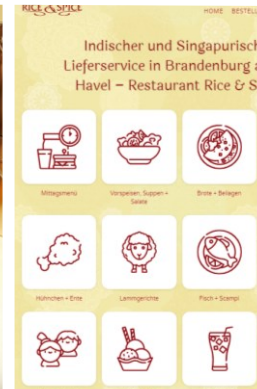 RICE & SPICE
HOME BESTELL
Indischer und Singapurisch
Lieferservice in Brandenburg a
Havel – Restaurant Rice & S
Mittagsmenü
Vorspeisen, Suppen +
Salate
Brote + Beilagen
Hühnchen + Ente
Lammgerichte
Fisch + Scampi